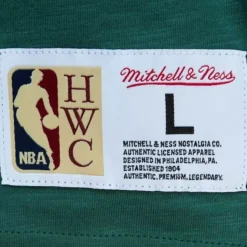 NBA
H
W
C
Mitchell & Ness
L
MITCHELL & NESS NOSTALGIA CO.
AUTHENTIC LICENSED APPAREL
DESIGNED IN PHILADELPHIA, PA.
ESTABLISHED 1904
AUTHENTIC. PREMIUM. LEGENDARY.